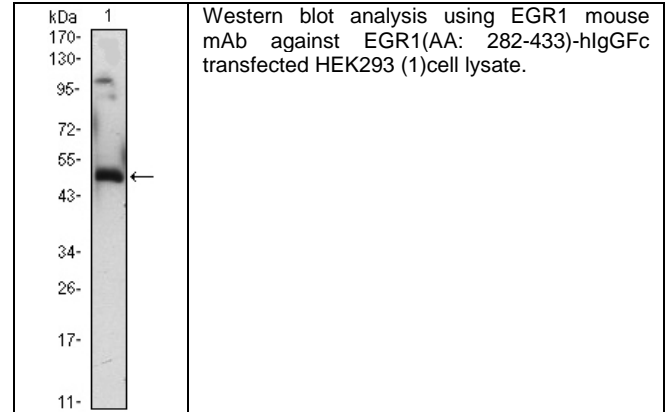 kDa 1
170-
130-
95-
72-
55-
43-
34-
26-
17-
11-
Western blot analysis using EGR1 mouse
mAb against EGR1(AA: 282-433)-hIgGFc
transfected HEK293 (1)cell lysate.